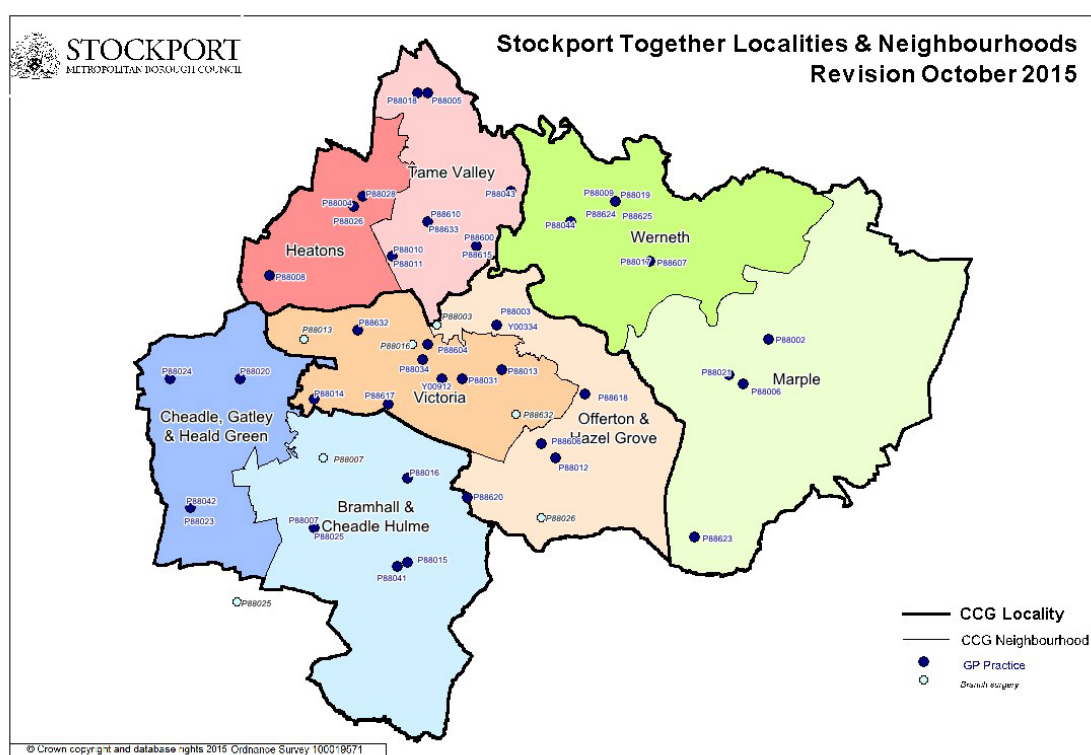 STOCKPORT
METROPOLITAN BOROUGH COUNCIL
Stockport Together Localities & Neighbourhoods
Revision October 2015
P88018
P88005
Tame Valley
P88043
P88028
P88004
P88026
P88610
P88633
P88600
P88615
P88010
P88011
Heatons
P88008
P88009
P88019
P88624
P88625
P88044
Werneth
P88017
P88607
P88003
P88003
Y00334
P88632
P88013
P88016
P88604
P88034
P88013
Y00912
P88031
Victoria
P88014
P88617
P88632
P88002
P88021
P88006
Marple
P88024
P88020
Cheadle, Gatley
& Heald Green
P88618
Offerton &
Hazel Grove
P88606
P88012
P88007
P88016
P88620
P88026
P88042
P88023
Bramhall &
Cheadle Hulme
P88007
P88025
P88015
P88041
P88623
P88025
CCG Locality
CCG Neighbourhood
GP Practice
Branch surgery
© Crown copyright and database rights 2015 Ordnance Survey 100019571